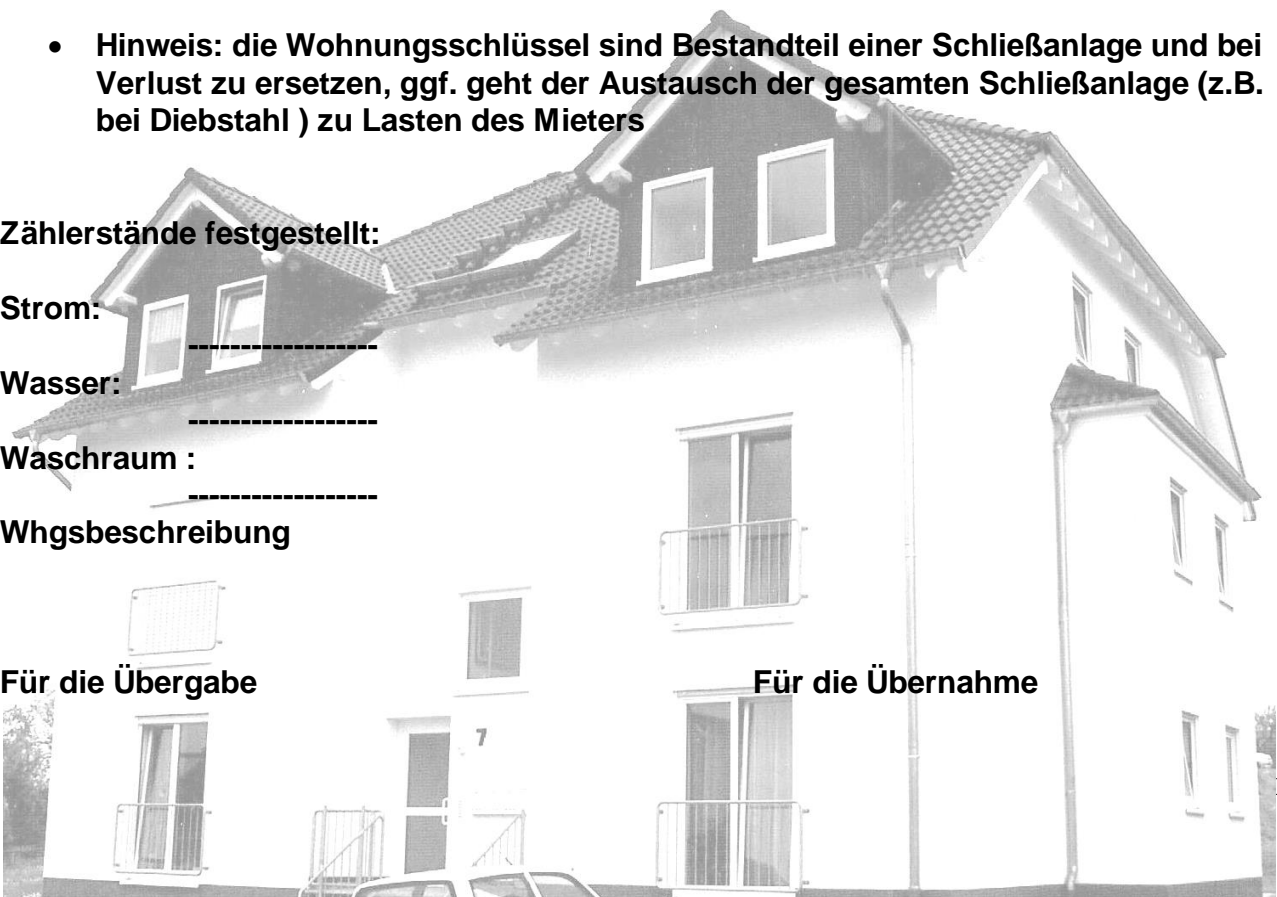 • Hinweis: die Wohnungsschlüssel sind Bestandteil einer Schließanlage und bei
Verlust zu ersetzen, ggf. geht der Austausch der gesamten Schließanlage (z.B.
bei Diebstahl ) zu Lasten des Mieters
Zählerstände festgestellt:
Strom:
------------------
Wasser:
------------------
Waschraum :
------------------
Whgsbeschreibung
Für die Übergabe Für die Übernahme
7